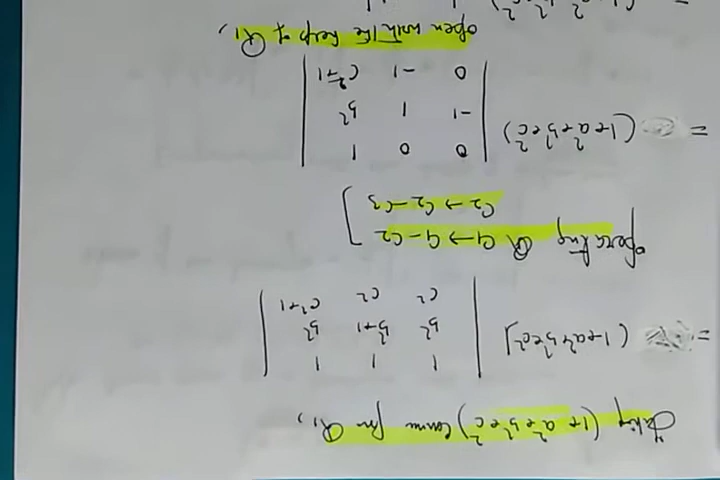 Taking (1+a²+b²+c²) Common from R₁,
= (1+a²+b²+c²) | 1 1 1 |
| b² b²+1 b² |
| c² c² c²+1 |
Operating C₁→C₁-C₂
C₂→C₂-C₃ ]
= (1+a²+b²+c²) | 0 0 1 |
| -1 1 b² |
| 0 -1 c²+1 |
open with the help of R₁,